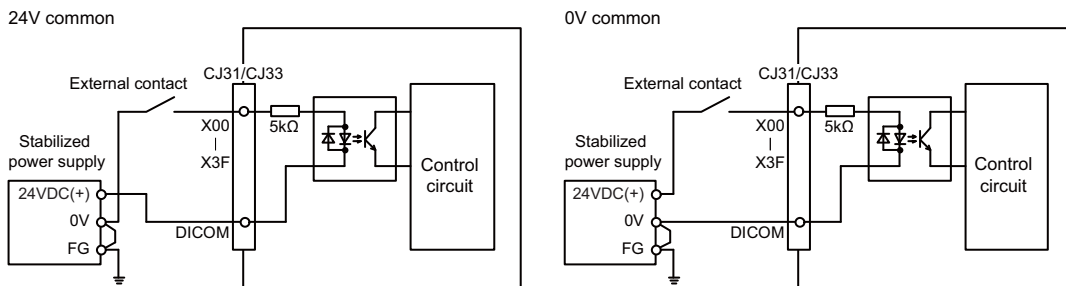 24V common
CJ31/CJ33
External contact
X00
|
X3F
5kΩ
Stabilized
power supply
24VDC(+)
0V
FG
DICOM
Control
circuit
0V common
CJ31/CJ33
External contact
X00
|
X3F
5kΩ
Stabilized
power supply
24VDC(+)
0V
FG
DICOM
Control
circuit